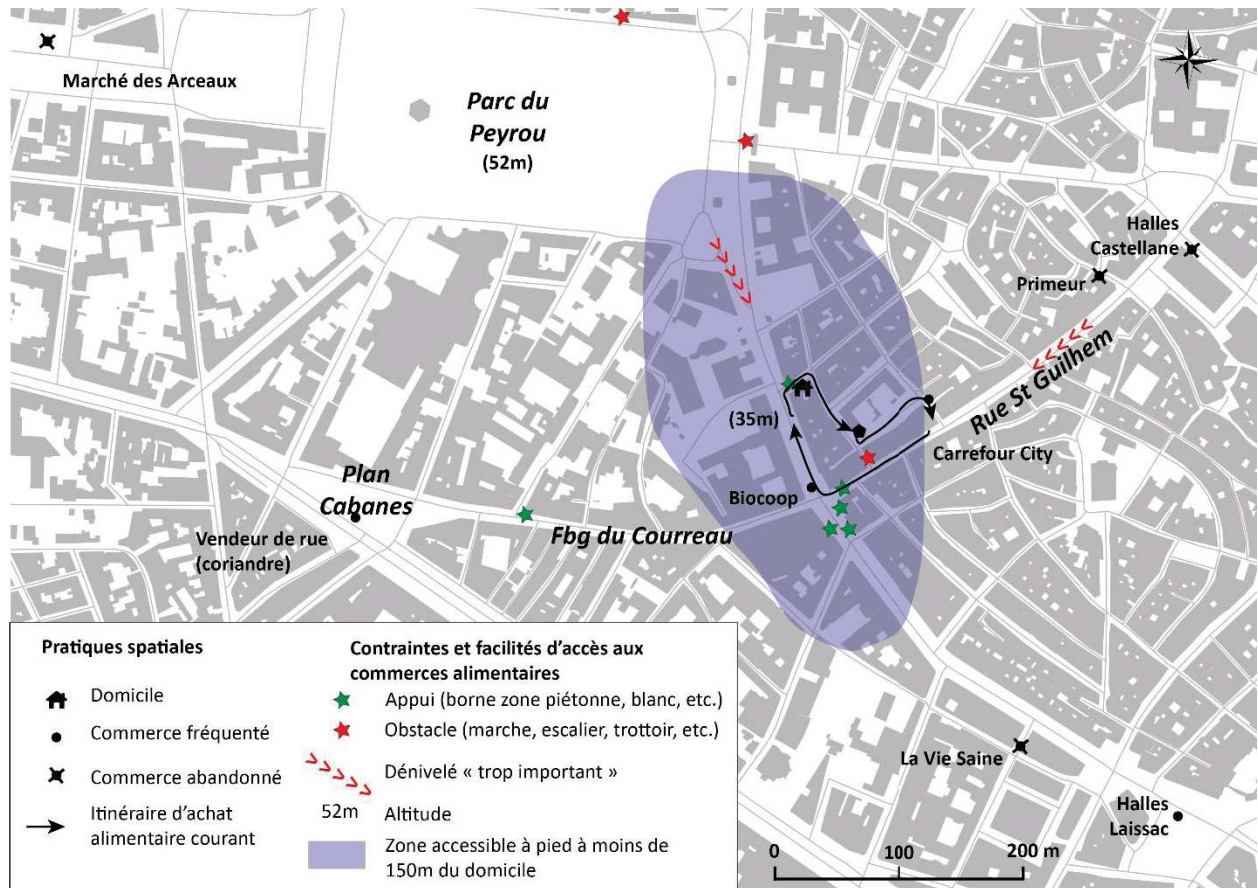 Marché des Arceaux
Parc du
Peyrou
(52m)
Halles
Castellane
Primeur
Rue St Guilhem
(35m)
Carrefour City
Biocoop
Plan
Cabanes
Fbg du Courreau
Vendeur de rue
(coriandre)
La Vie Saine
Halles
Laissac
0 100 200 m
Pratiques spatiales
Domicile
Commerce fréquenté
Commerce abandonné
Itinéraire d'achat
alimentaire courant
Contraintes et facilités d'accès aux
commerces alimentaires
Appui (borne zone piétonne, blanc, etc.)
Obstacle (marche, escalier, trottoir, etc.)
Dénivelé « trop important »
52m Altitude
Zone accessible à pied à moins de
150m du domicile